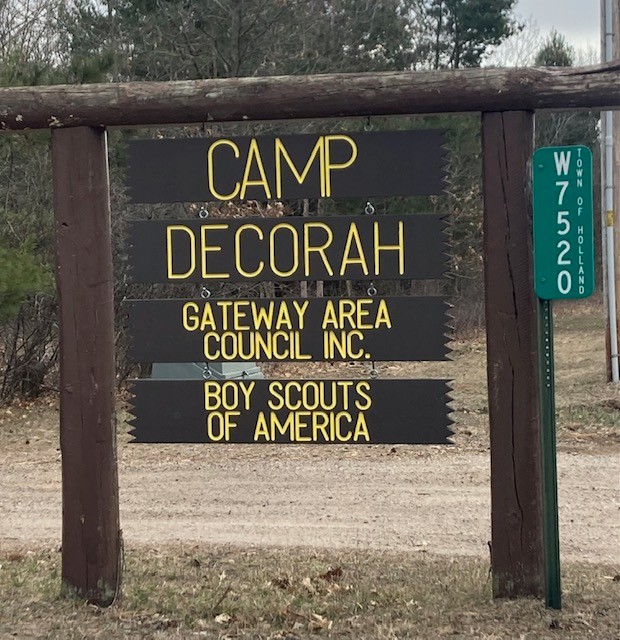 CAMP
DECORAH
GATEWAY AREA
COUNCIL INC.
BOY SCOUTS
OF AMERICA
W7520
TOWN OF HOLLAND